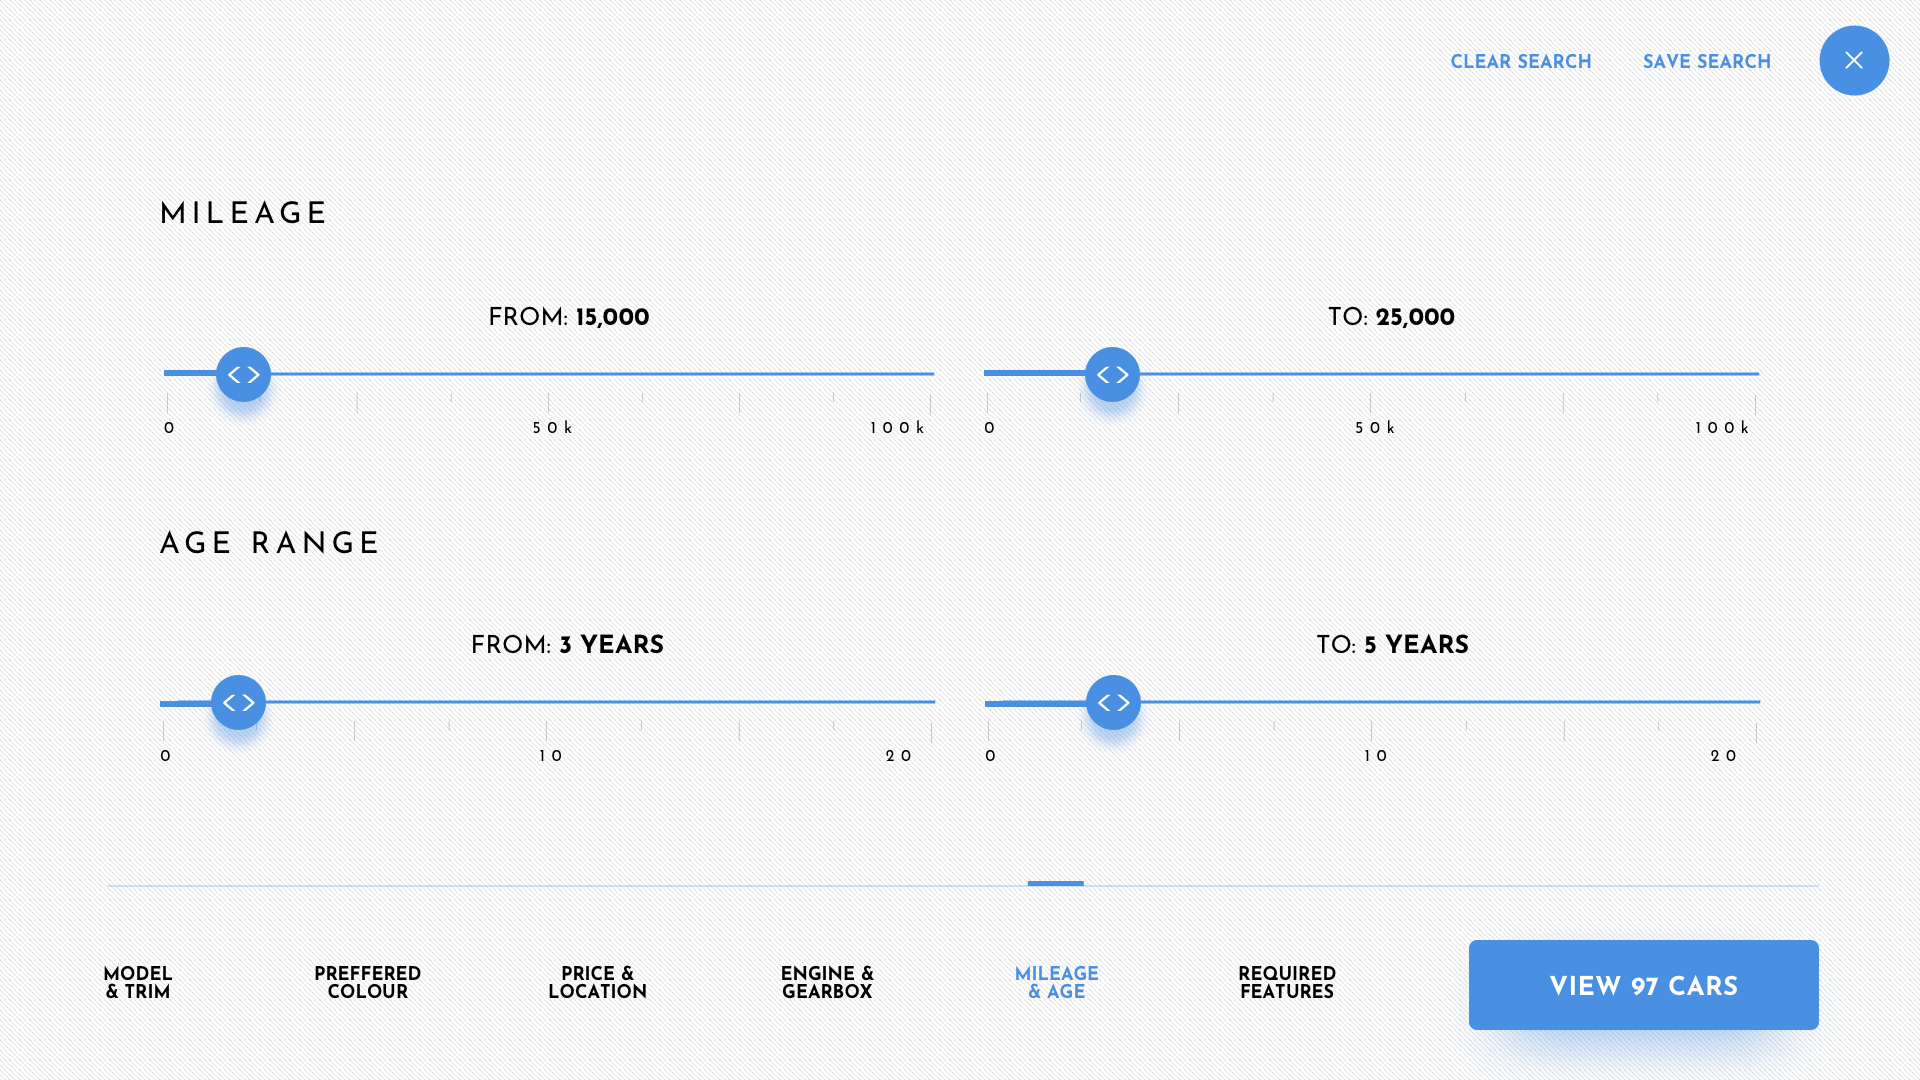 CLEAR SEARCH SAVE SEARCH
MILEAGE
FROM: 15,000 TO: 25,000
0 50k 100k 0 50k 100k
AGE RANGE
FROM: 3 YEARS TO: 5 YEARS
0 10 20 0 10 20
MODEL
& TRIM
PREFFERED
COLOUR
PRICE &
LOCATION
ENGINE &
GEARBOX
MILEAGE
& AGE
REQUIRED
FEATURES
VIEW 97 CARS